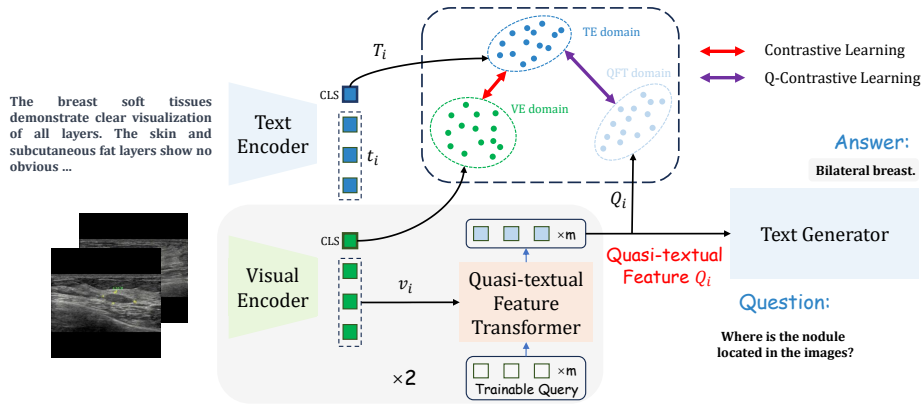 The breast soft tissues
demonstrate clear visualization
of all layers. The skin and
subcutaneous fat layers show no
obvious ...
Text
Encoder
CLS
t_i
T_i
TE domain
QFT domain
VE domain
Contrastive Learning
Q-Contrastive Learning
Answer:
Bilateral breast.
Text Generator
Question:
Where is the nodule
located in the images?
Q_i
Quasi-textual
Feature Q_i
Visual
Encoder
CLS
v_i
×m
Quasi-textual
Feature
Transformer
×m
Trainable Query
×2